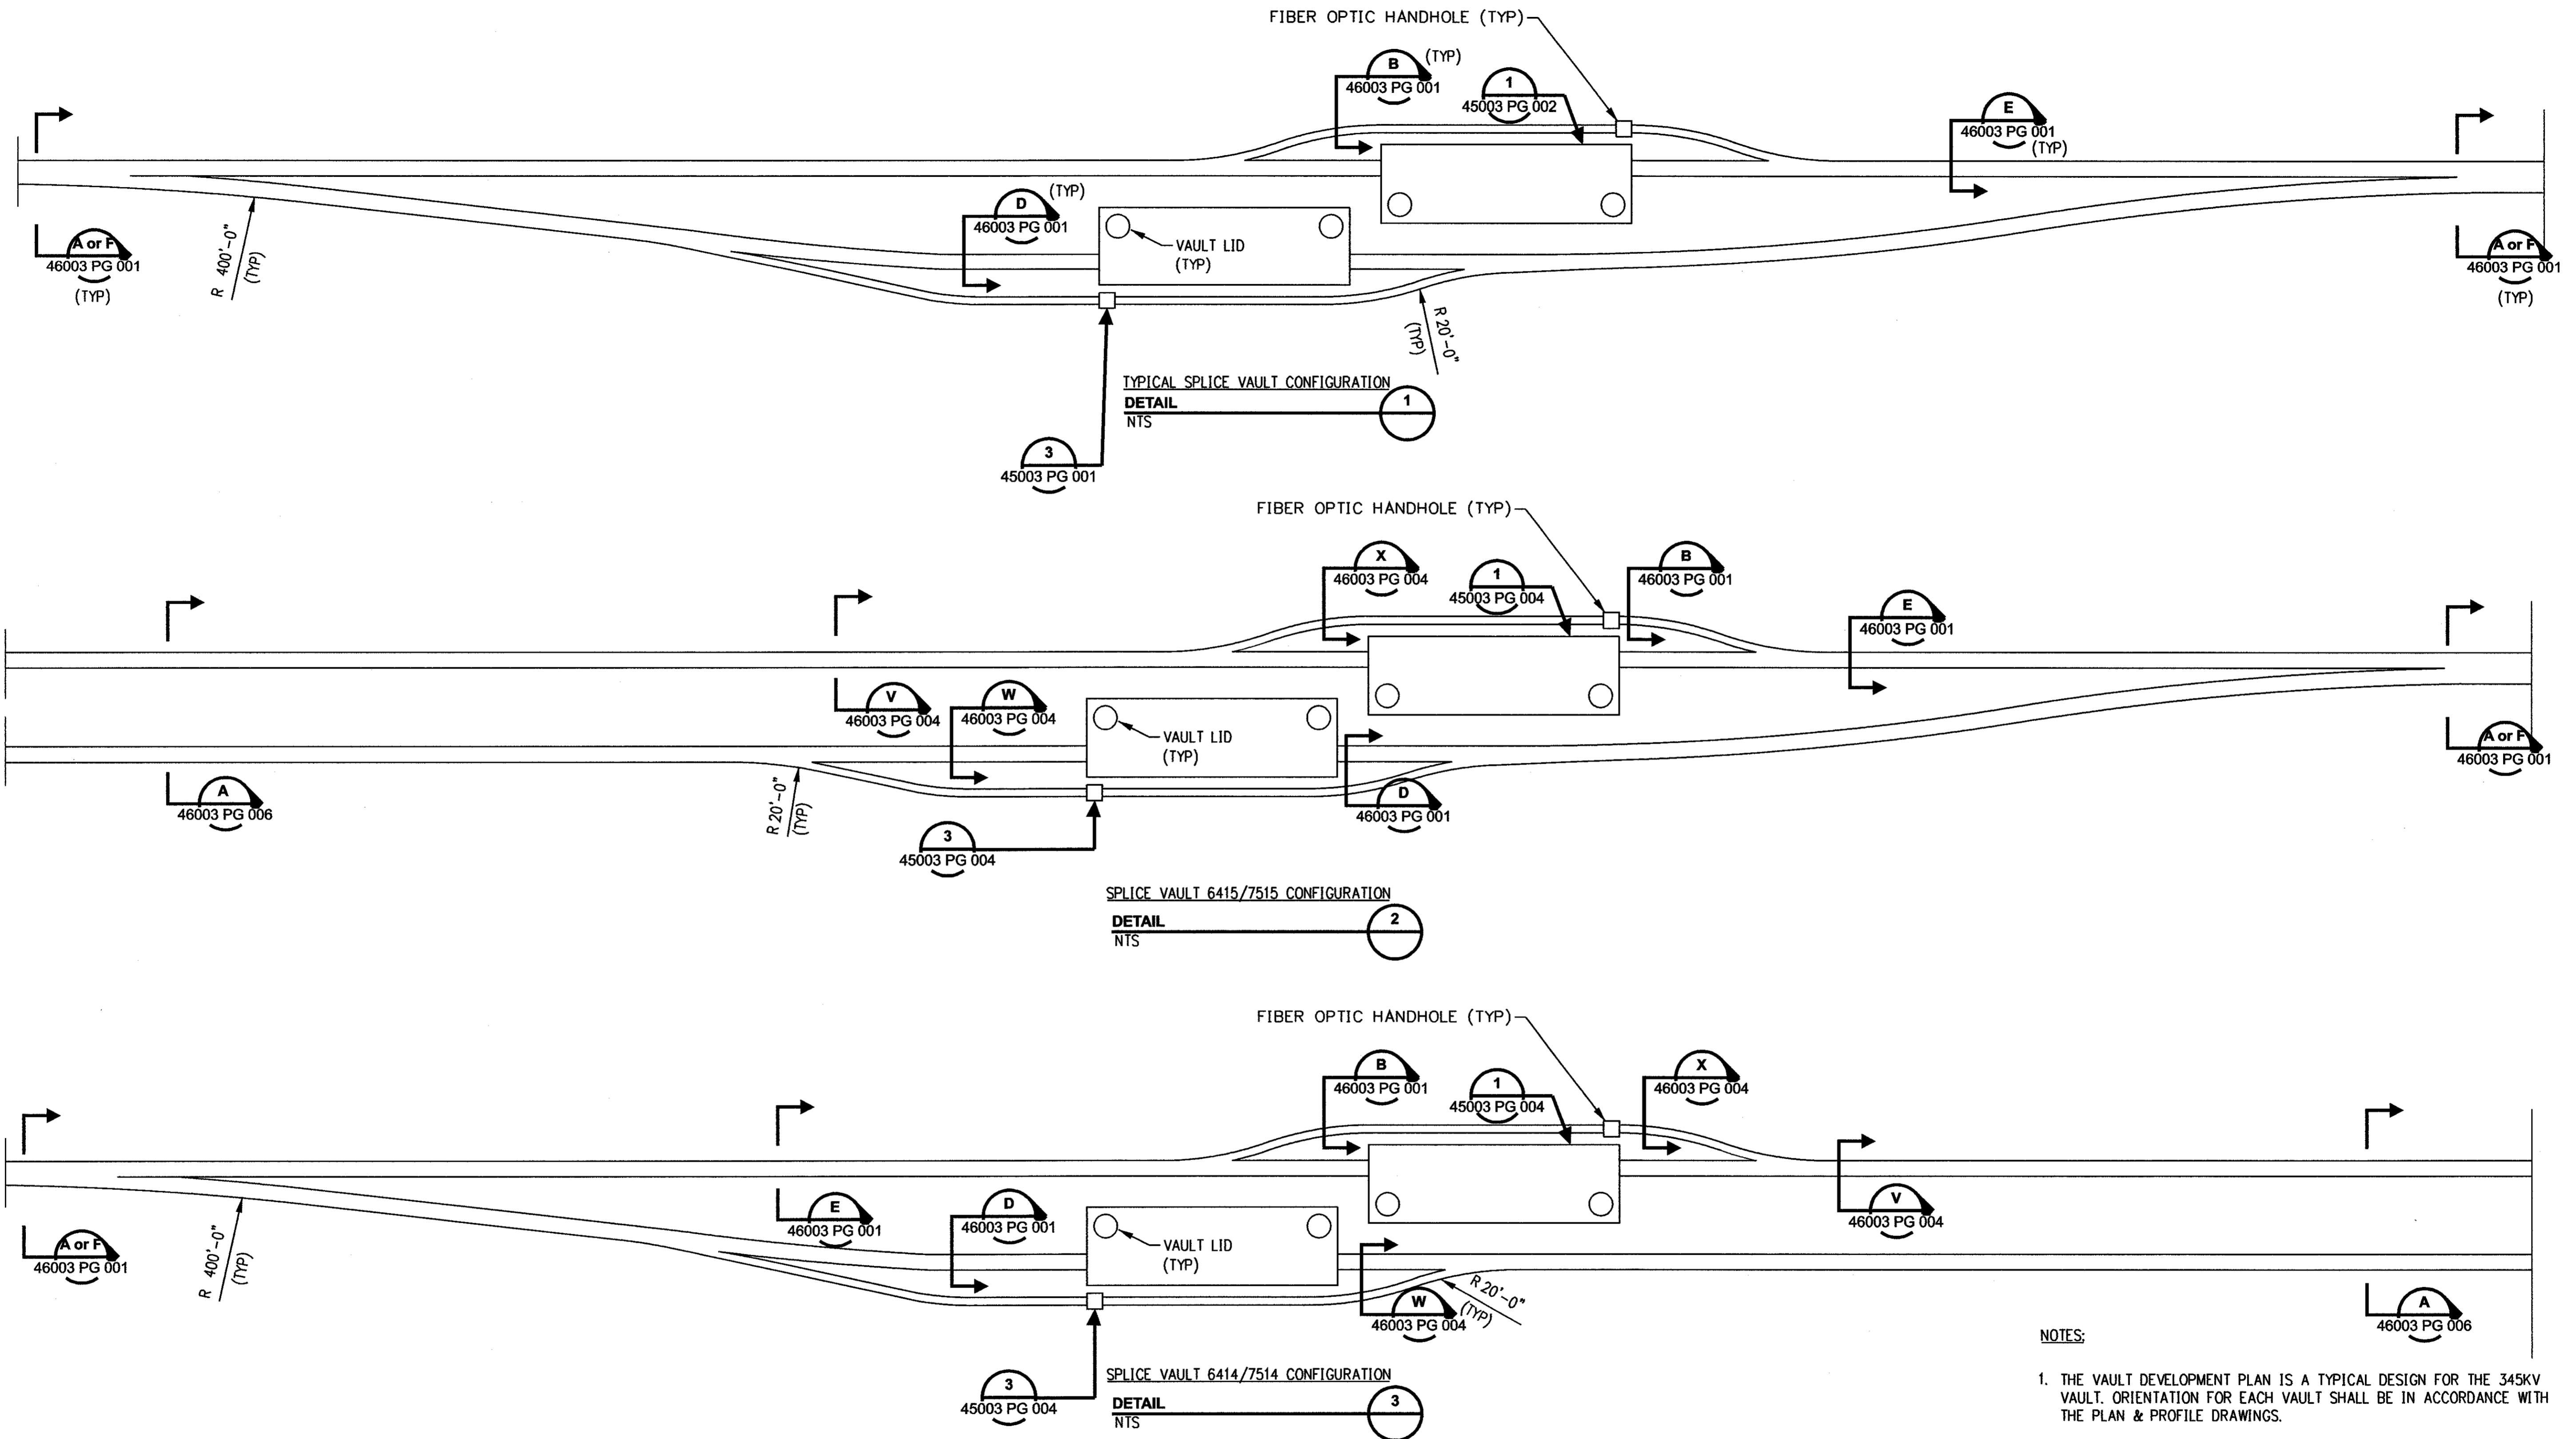 FIBER OPTIC HANDHOLE (TYP)
B
(TYP)
46003 PG 001
1
45003 PG 002
E
46003 PG 001
(TYP)
D
(TYP)
46003 PG 001
A or F
46003 PG 001
(TYP)
R 400'-0"
(TYP)
VAULT LID
(TYP)
A or F
46003 PG 001
(TYP)
R 20'-0"
(TYP)
TYPICAL SPLICE VAULT CONFIGURATION
DETAIL
1
NTS
3
45003 PG 001
FIBER OPTIC HANDHOLE (TYP)
X
46003 PG 004
1
45003 PG 004
B
46003 PG 001
E
46003 PG 001
V
46003 PG 004
W
46003 PG 004
VAULT LID
(TYP)
A or F
46003 PG 001
A
46003 PG 006
R 20'-0"
(TYP)
D
46003 PG 001
3
45003 PG 004
SPLICE VAULT 6415/7515 CONFIGURATION
DETAIL
2
NTS
FIBER OPTIC HANDHOLE (TYP)
B
46003 PG 001
1
45003 PG 004
X
46003 PG 004
E
46003 PG 001
D
46003 PG 001
V
46003 PG 004
A or F
46003 PG 001
R 400'-0"
(TYP)
VAULT LID
(TYP)
W
46003 PG 004
R 20'-0"
(TYP)
A
46003 PG 006
3
45003 PG 004
SPLICE VAULT 6414/7514 CONFIGURATION
DETAIL
3
NTS
NOTES:
1. THE VAULT DEVELOPMENT PLAN IS A TYPICAL DESIGN FOR THE 345KV
VAULT. ORIENTATION FOR EACH VAULT SHALL BE IN ACCORDANCE WITH
THE PLAN & PROFILE DRAWINGS.